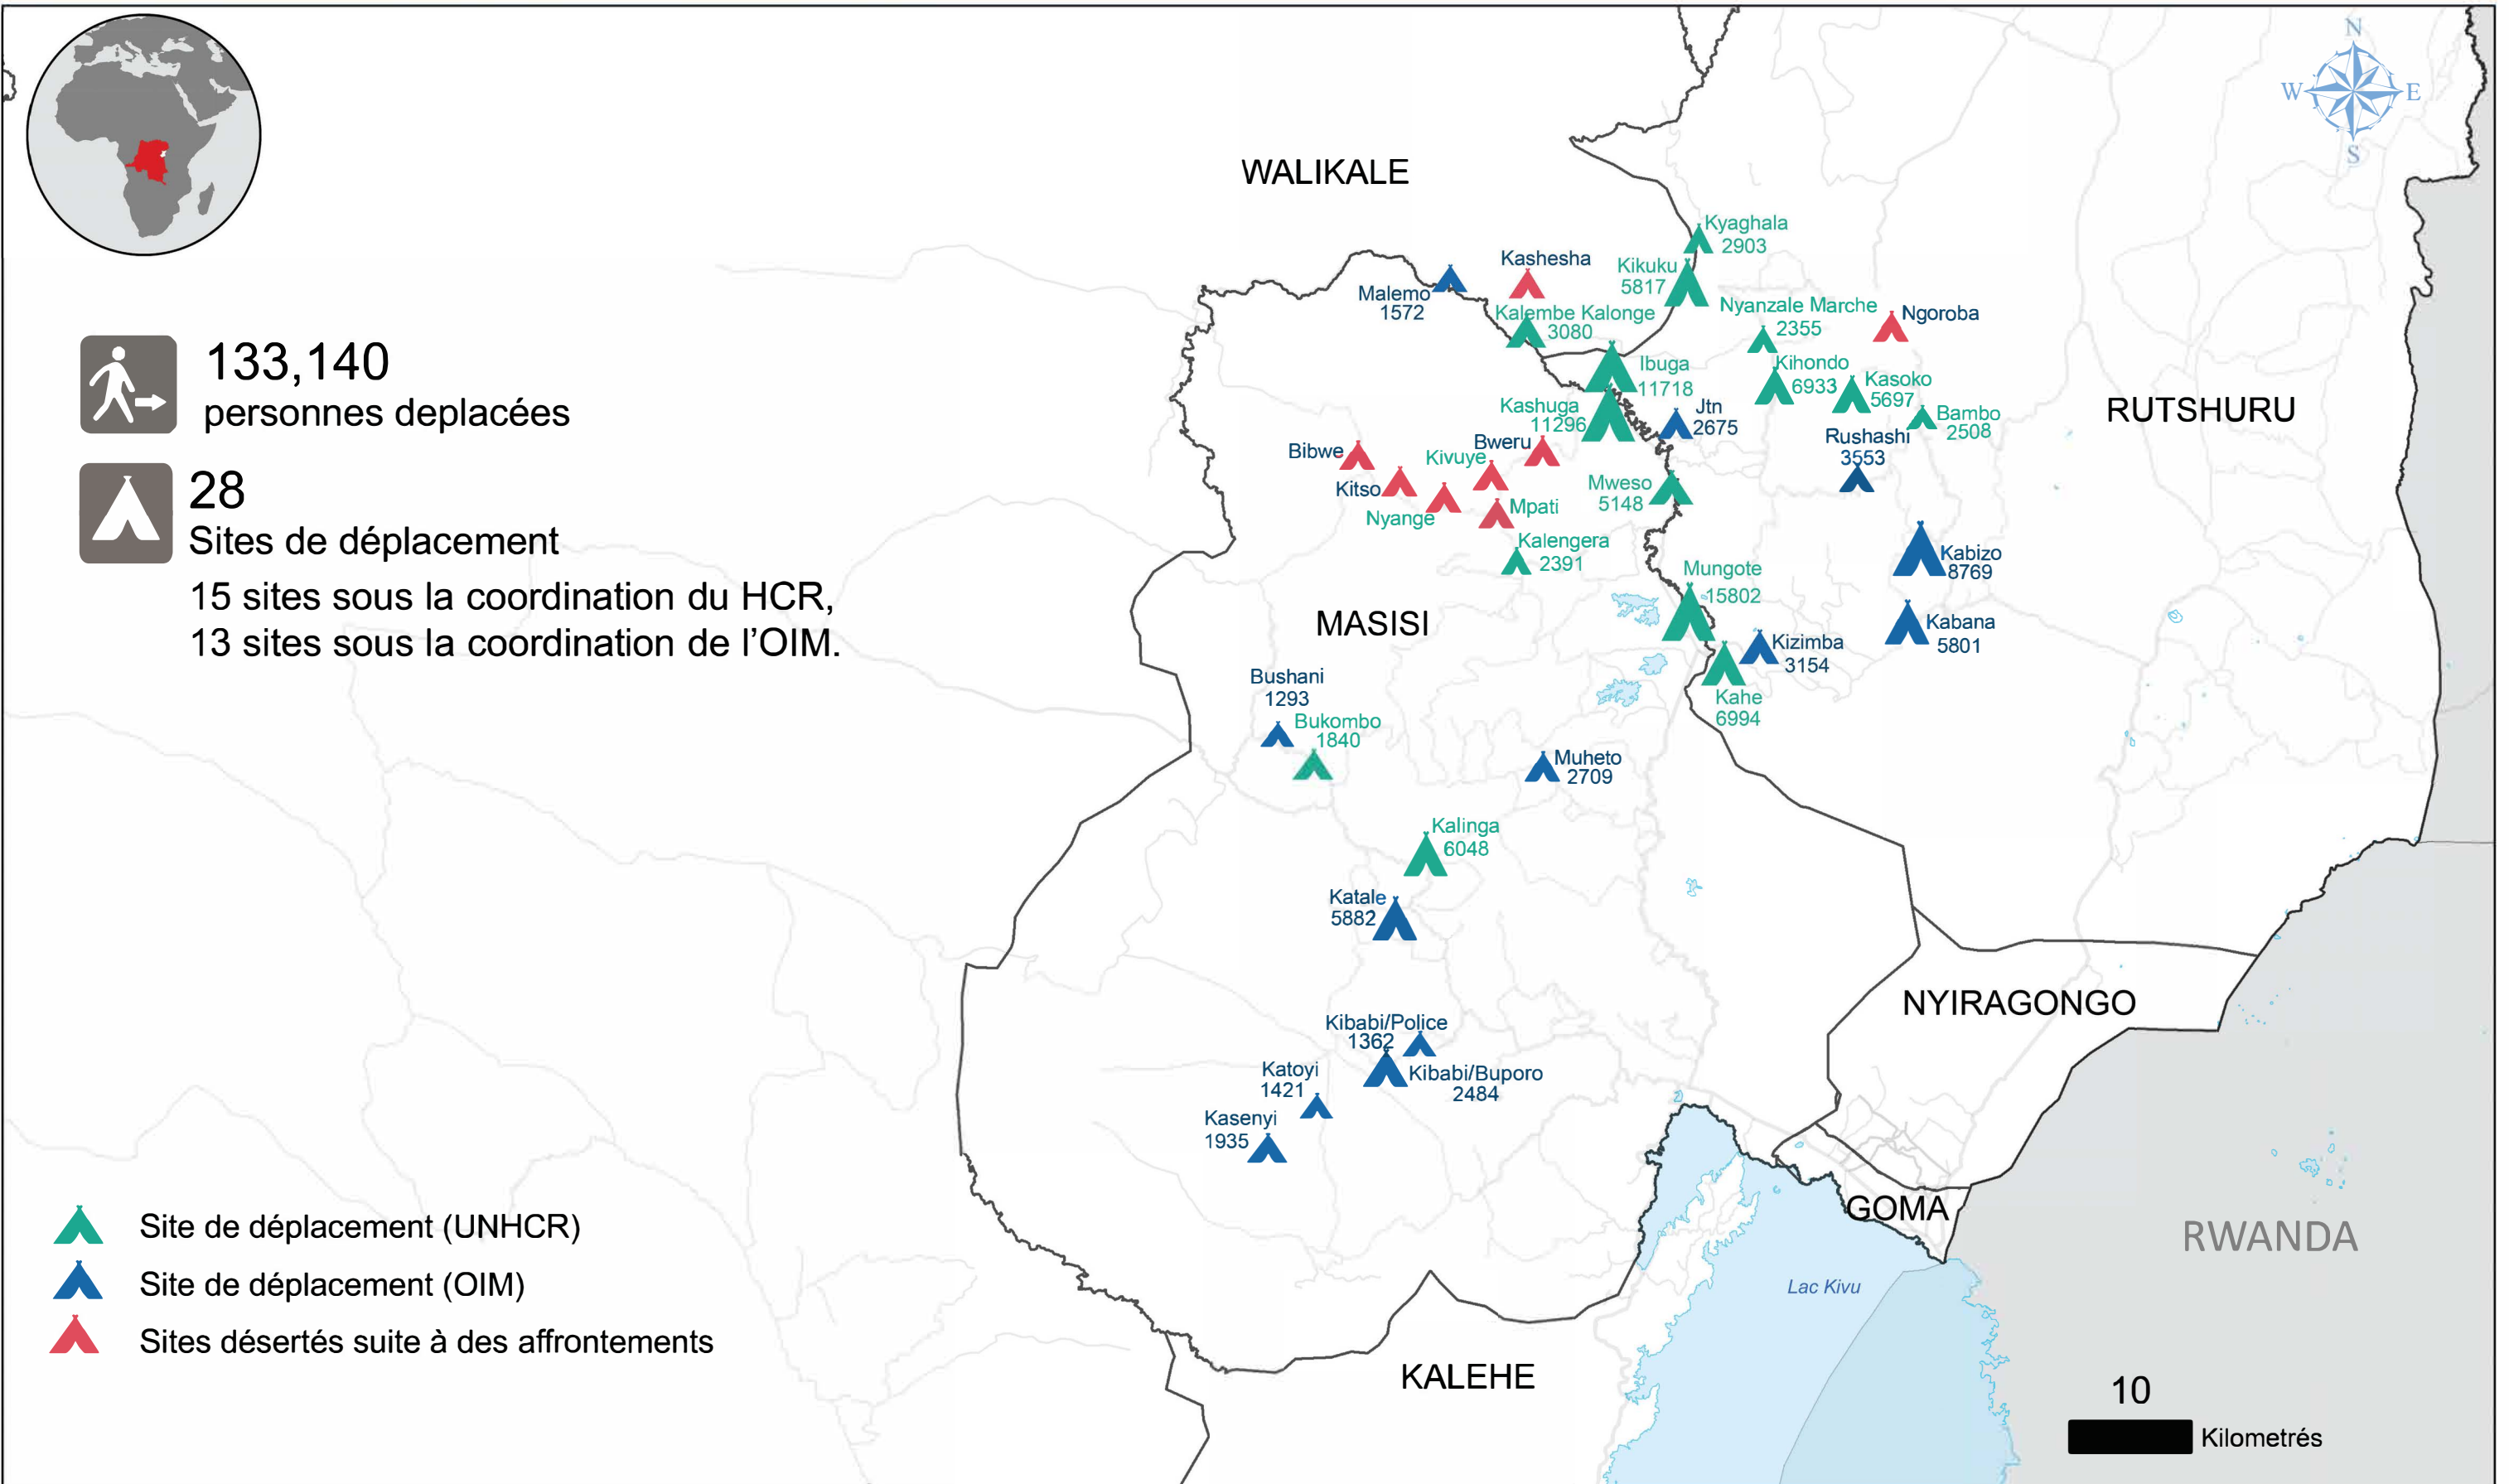 N
W
E
S
WALIKALE
133,140
personnes deplacées
28
Sites de déplacement
15 sites sous la coordination du HCR,
13 sites sous la coordination de l’OIM.
Kyaghala
2903
Kashesha
Kikuku
5817
Malemo
1572
Kalembe Kalonge
3080
Nyanzale Marche
2355
Ngoroba
Ibuga
11718
Kihondo
6933
Kasoko
5697
Kashuga
11296
Jtn
2675
Bambo
2508
RUTSHURU
Rushashi
3553
Bweru
Bibwe
Kivuye
Kitso
Mweso
5148
Nyange
Mpati
Kalengera
2391
Kabizo
8769
Mungote
15802
MASISI
Kabana
5801
Kizimba
3154
Kahe
6994
Bushani
1293
Bukombo
1840
Muheto
2709
Kalinga
6048
Katale
5882
NYIRAGONGO
Kibabi/Police
1362
Kibabi/Buporo
2484
Katoyi
1421
Kasenyi
1935
GOMA
RWANDA
Lac Kivu
Site de déplacement (UNHCR)
Site de déplacement (OIM)
Sites désertés suite à des affrontements
KALEHE
10
Kilometrés